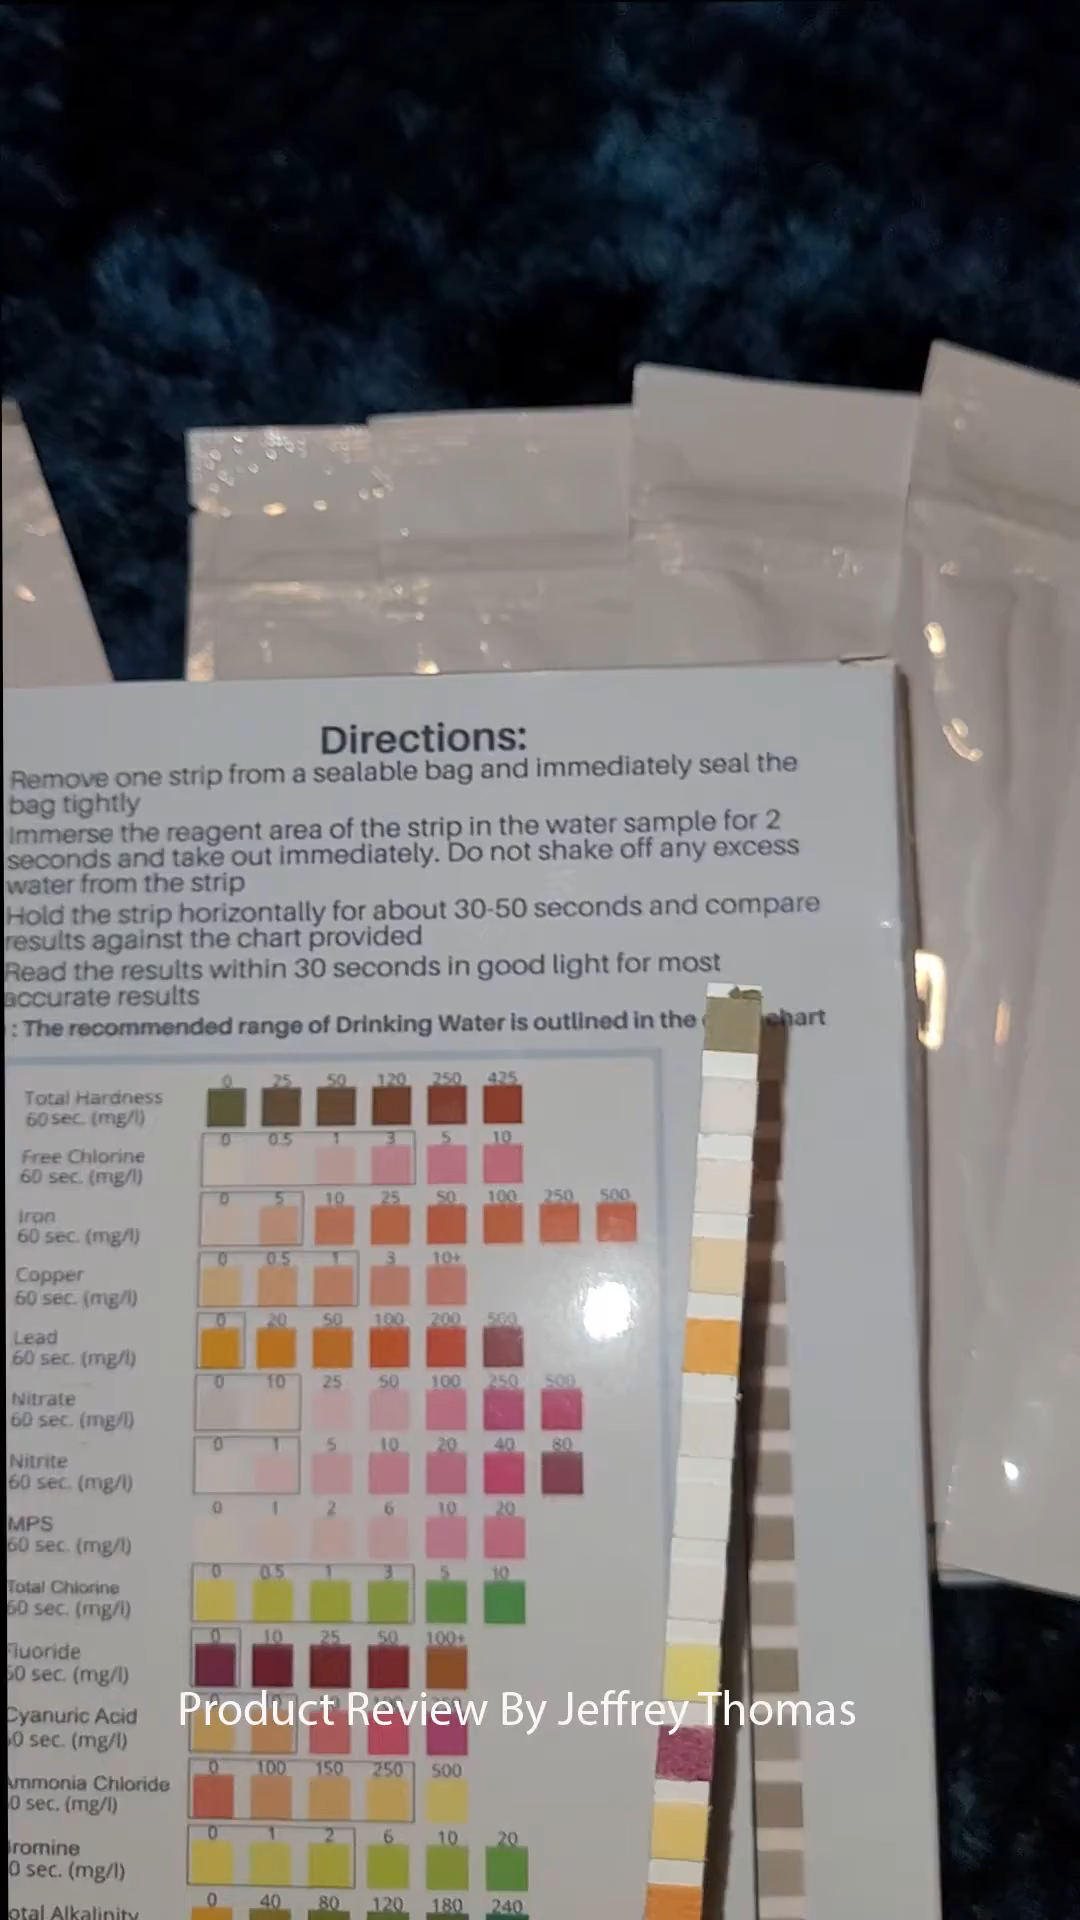 Directions:
Remove one strip from a sealable bag and immediately seal the
bag tightly
Immerse the reagent area of the strip in the water sample for 2
seconds and take out immediately. Do not shake off any excess
water from the strip
Hold the strip horizontally for about 30-50 seconds and compare
results against the chart provided
Read the results within 30 seconds in good light for most
accurate results
: The recommended range of Drinking Water is outlined in the chart
0 25 50 120 250 425
Total Hardness
60 sec. (mg/l)
0 0.5 1 3 5 10
Free Chlorine
60 sec. (mg/l)
0 5 10 25 50 100 250 500
Iron
60 sec. (mg/l)
0 0.5 1 3 10+
Copper
60 sec. (mg/l)
0 20 50 100 200 500
Lead
60 sec. (mg/l)
0 10 25 50 100 250 500
Nitrate
60 sec. (mg/l)
0 1 5 10 20 40 80
Nitrite
60 sec. (mg/l)
0 1 2 6 10 20
MPS
60 sec. (mg/l)
0 0.5 1 3 5 10
Total Chlorine
60 sec. (mg/l)
0 10 25 50 100+
luoride
60 sec. (mg/l)
Product Review By Jeffrey Thomas
Cyanuric Acid
0 sec. (mg/l)
0 100 150 250 500
mmonia Chloride
0 sec. (mg/l)
0 1 2 6 10 20
romine
0 sec. (mg/l)
0 40 80 120 180 240
otal Alkalinity